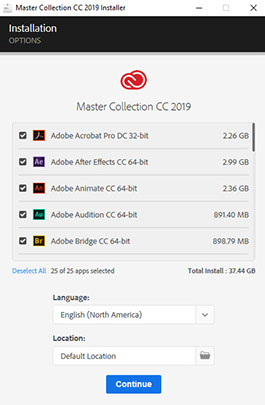 Master Collection CC 2019 Installer
Installation
OPTIONS
Master Collection CC 2019
Adobe Acrobat Pro DC 32-bit 2.26 GB
Ae Adobe After Effects CC 64-bit 2.99 GB
An Adobe Animate CC 64-bit 2.36 GB
Au Adobe Audition CC 64-bit 891.40 MB
Br Adobe Bridge CC 64-bit 898.79 MB
Deselect All 25 of 25 apps selected Total Install : 37.44 GB
Language:
English (North America)
Location:
Default Location
Continue